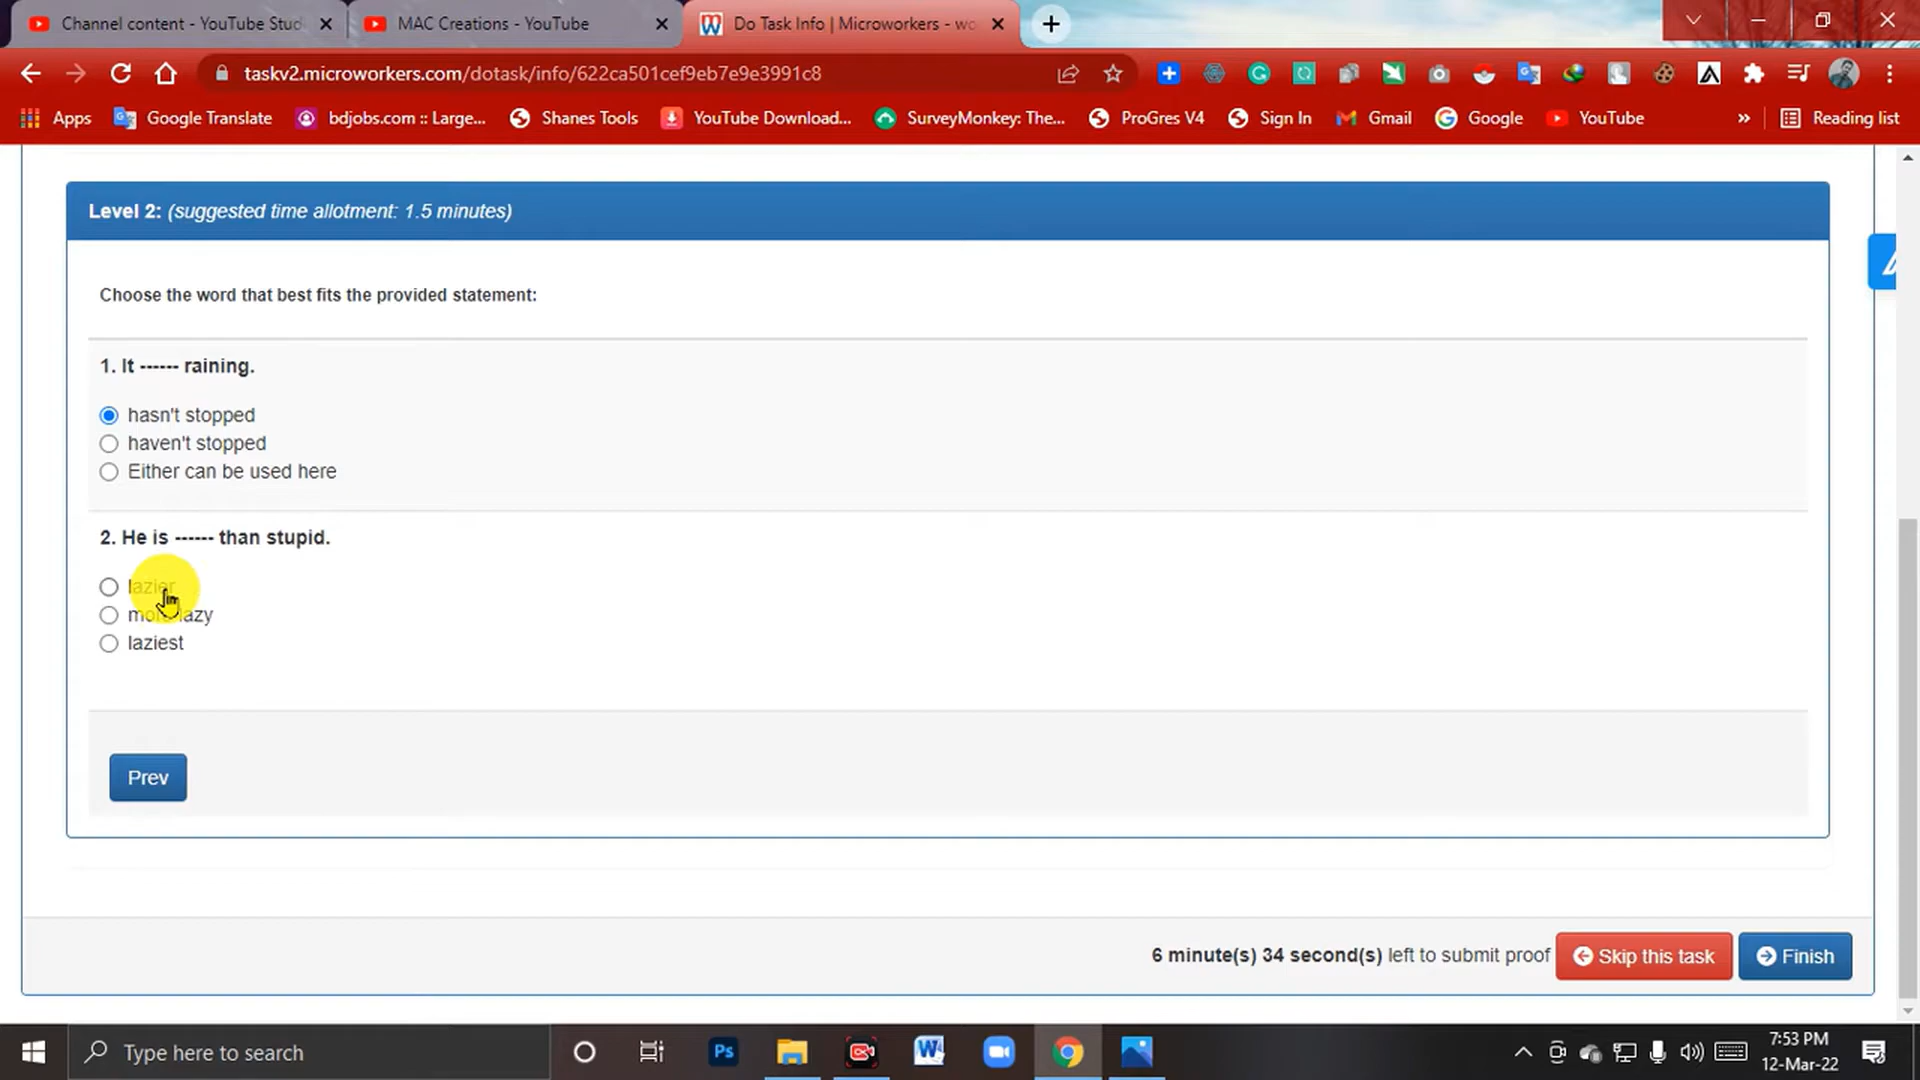 Channel content - YouTube Stud
MAC Creations - YouTube
Do Task Info | Microworkers - wo
taskv2.microworkers.com/dotask/info/622ca501cef9eb7e9e3991c8
Apps
Google Translate
bdjobs.com :: Large...
Shanes Tools
YouTube Download...
SurveyMonkey: The...
ProGres V4
Sign In
Gmail
Google
YouTube
»
Reading list
Level 2: (suggested time allotment: 1.5 minutes)
Choose the word that best fits the provided statement:
1. It ------ raining.
hasn't stopped
haven't stopped
Either can be used here
2. He is ------ than stupid.
lazier
more lazy
laziest
Prev
6 minute(s) 34 second(s) left to submit proof
Skip this task
Finish
Type here to search
Ps
W
7:53 PM
12-Mar-22